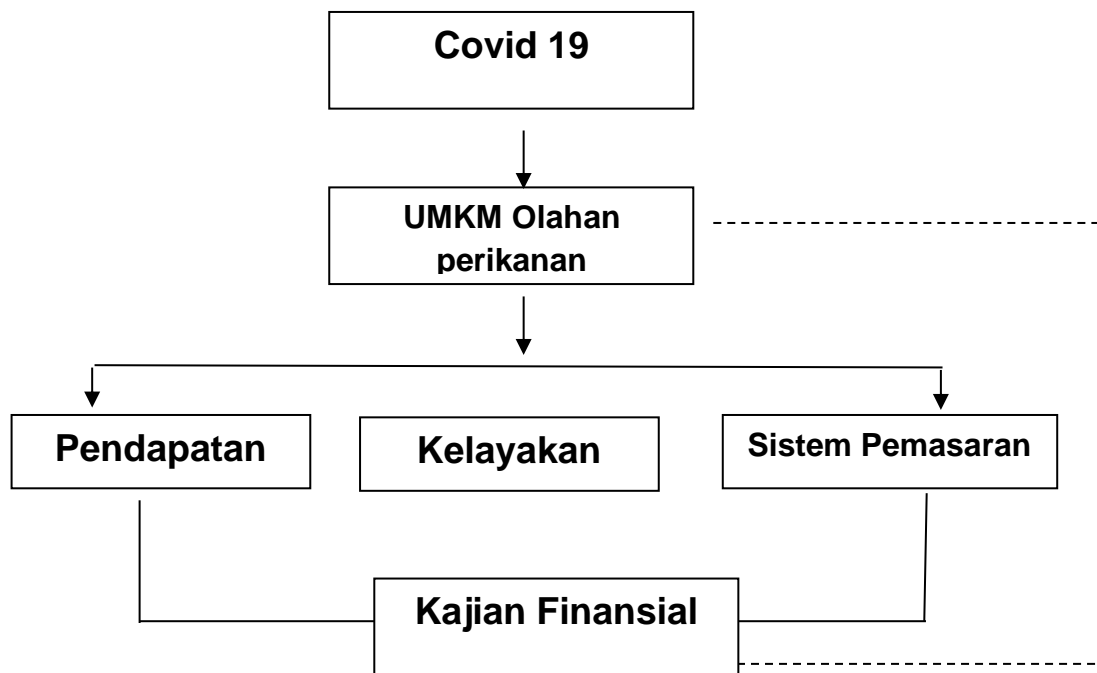 Covid 19
UMKM Olahan
perikanan
Pendapatan
Kelayakan
Sistem Pemasaran
Kajian Finansial